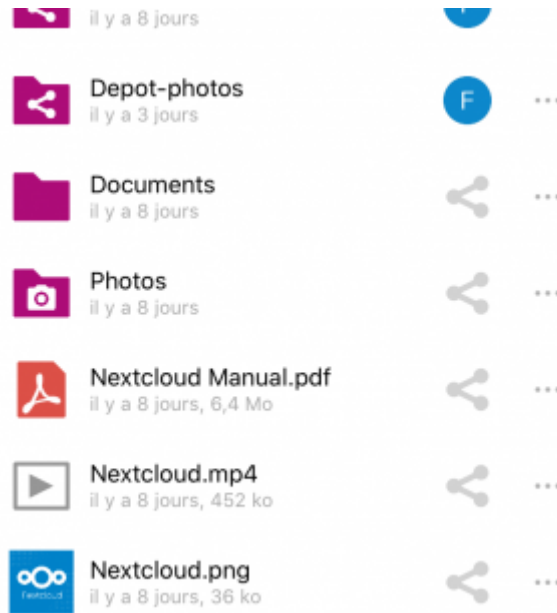 il y a 8 jours
Depot-photos
F
il y a 3 jours
Documents
il y a 8 jours
Photos
il y a 8 jours
Nextcloud Manual.pdf
il y a 8 jours, 6,4 Mo
Nextcloud.mp4
il y a 8 jours, 452 ko
Nextcloud.png
Nextcloud
il y a 8 jours, 36 ko